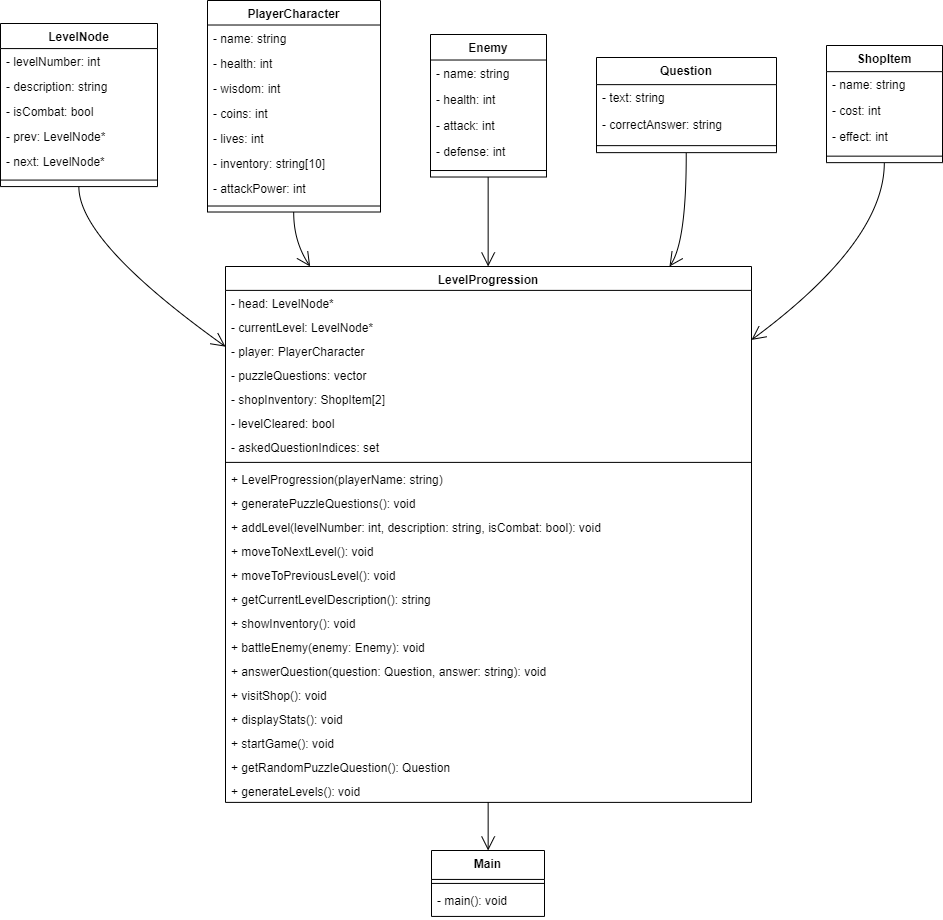 LevelNode
- levelNumber: int
- description: string
- isCombat: bool
- prev: LevelNode*
- next: LevelNode*
PlayerCharacter
- name: string
- health: int
- wisdom: int
- coins: int
- lives: int
- inventory: string[10]
- attackPower: int
Enemy
- name: string
- health: int
- attack: int
- defense: int
Question
- text: string
- correctAnswer: string
ShopItem
- name: string
- cost: int
- effect: int
LevelProgression
- head: LevelNode*
- currentLevel: LevelNode*
- player: PlayerCharacter
- puzzleQuestions: vector
- shopInventory: ShopItem[2]
- levelCleared: bool
- askedQuestionIndices: set
+ LevelProgression(playerName: string)
+ generatePuzzleQuestions(): void
+ addLevel(levelNumber: int, description: string, isCombat: bool): void
+ moveToNextLevel(): void
+ moveToPreviousLevel(): void
+ getCurrentLevelDescription(): string
+ showInventory(): void
+ battleEnemy(enemy: Enemy): void
+ answerQuestion(question: Question, answer: string): void
+ visitShop(): void
+ displayStats(): void
+ startGame(): void
+ getRandomPuzzleQuestion(): Question
+ generateLevels(): void
Main
- main(): void